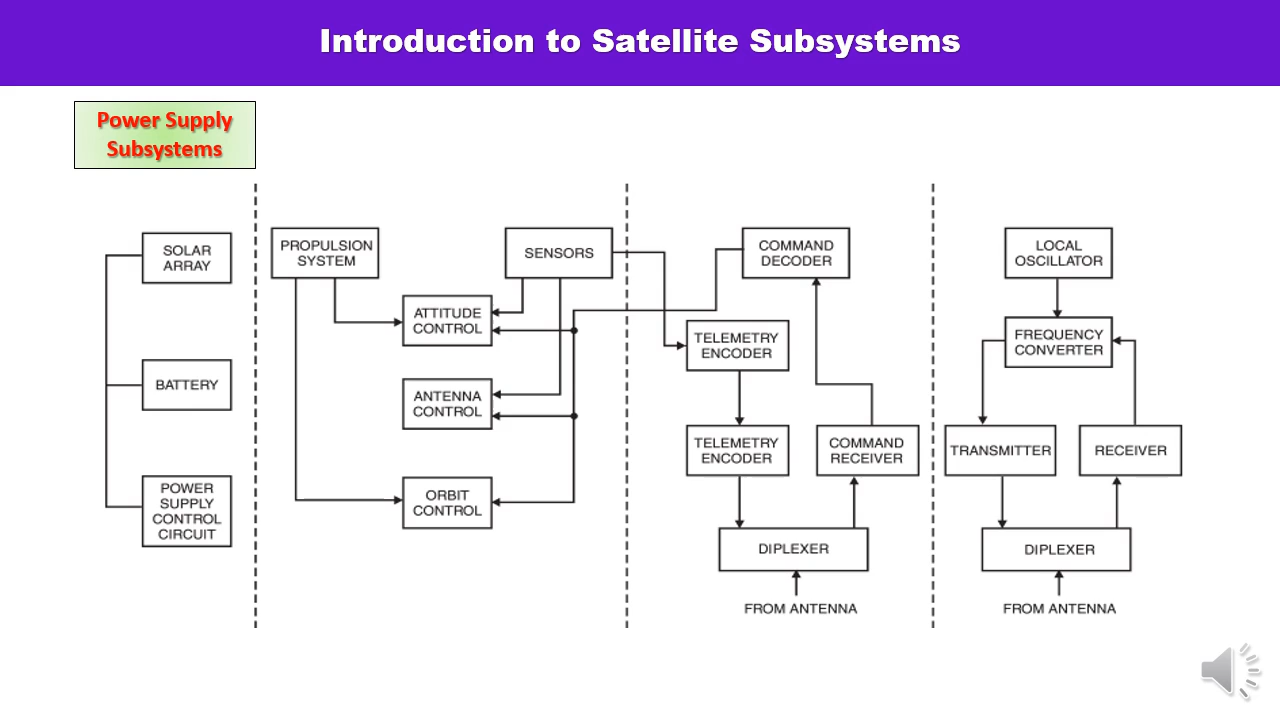 Introduction to Satellite Subsystems
Power Supply
Subsystems
SOLAR
ARRAY
BATTERY
POWER
SUPPLY
CONTROL
CIRCUIT
PROPULSION
SYSTEM
SENSORS
ATTITUDE
CONTROL
ANTENNA
CONTROL
ORBIT
CONTROL
COMMAND
DECODER
TELEMETRY
ENCODER
TELEMETRY
ENCODER
COMMAND
RECEIVER
DIPLEXER
FROM ANTENNA
LOCAL
OSCILLATOR
FREQUENCY
CONVERTER
TRANSMITTER
RECEIVER
DIPLEXER
FROM ANTENNA